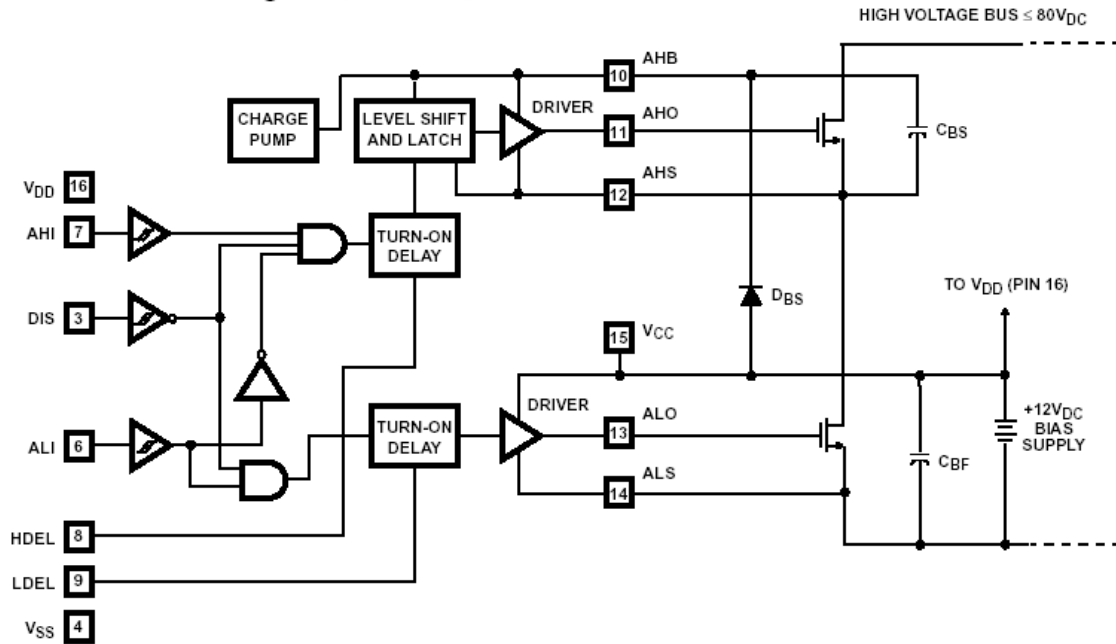 HIGH VOLTAGE BUS ≤ 80VDC
AHB
10
DRIVER
CHARGE
PUMP
LEVEL SHIFT
AND LATCH
AHO
11
CBS
AHS
12
VDD 16
AHI 7
TURN-ON
DELAY
DIS 3
DBS
TO VDD (PIN 16)
VCC
15
DRIVER
ALO
13
+12VDC
BIAS
SUPPLY
ALI 6
TURN-ON
DELAY
CBF
ALS
14
HDEL 8
LDEL 9
VSS 4